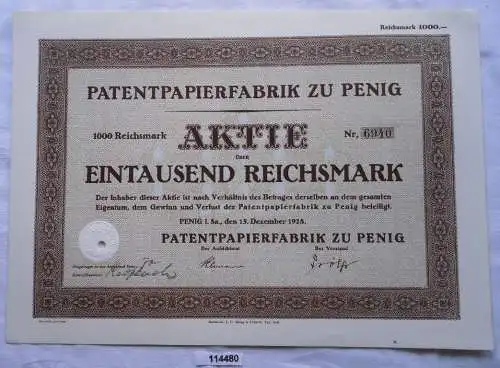 Reichsmark 1000.—
PATENTPAPIERFABRIK ZU PENIG
1000 Reichsmark AKTIE Nr. 6940
über
EINTAUSEND REICHSMARK
Der Inhaber dieser Aktie ist nach Verhältnis des Betrages derselben an dem gesamten
Eigentum, dem Gewinn und Verlust der Patentpapierfabrik zu Penig beteiligt.
PENIG I. Sa., den 15. Dezember 1928.
PATENTPAPIERFABRIK ZU PENIG
Der Aufsichtsrat Der Vorstand
114480